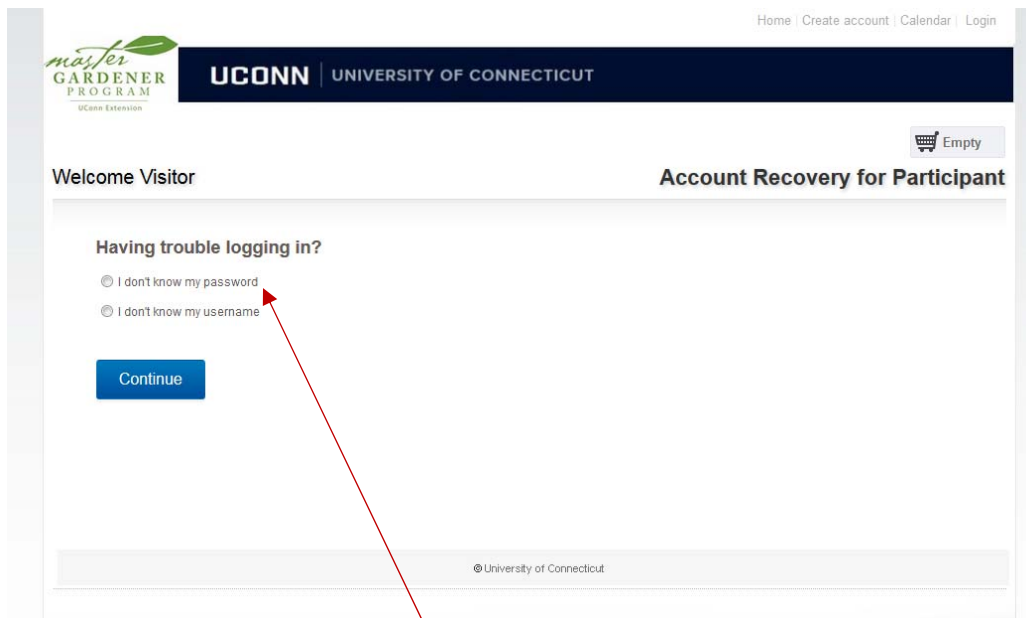 Home | Create account | Calendar | Login
master
GARDENER
PROGRAM
UConn Extension
UCONN | UNIVERSITY OF CONNECTICUT
Empty
Welcome Visitor
Account Recovery for Participant
Having trouble logging in?
I don't know my password
I don't know my username
Continue
© University of Connecticut